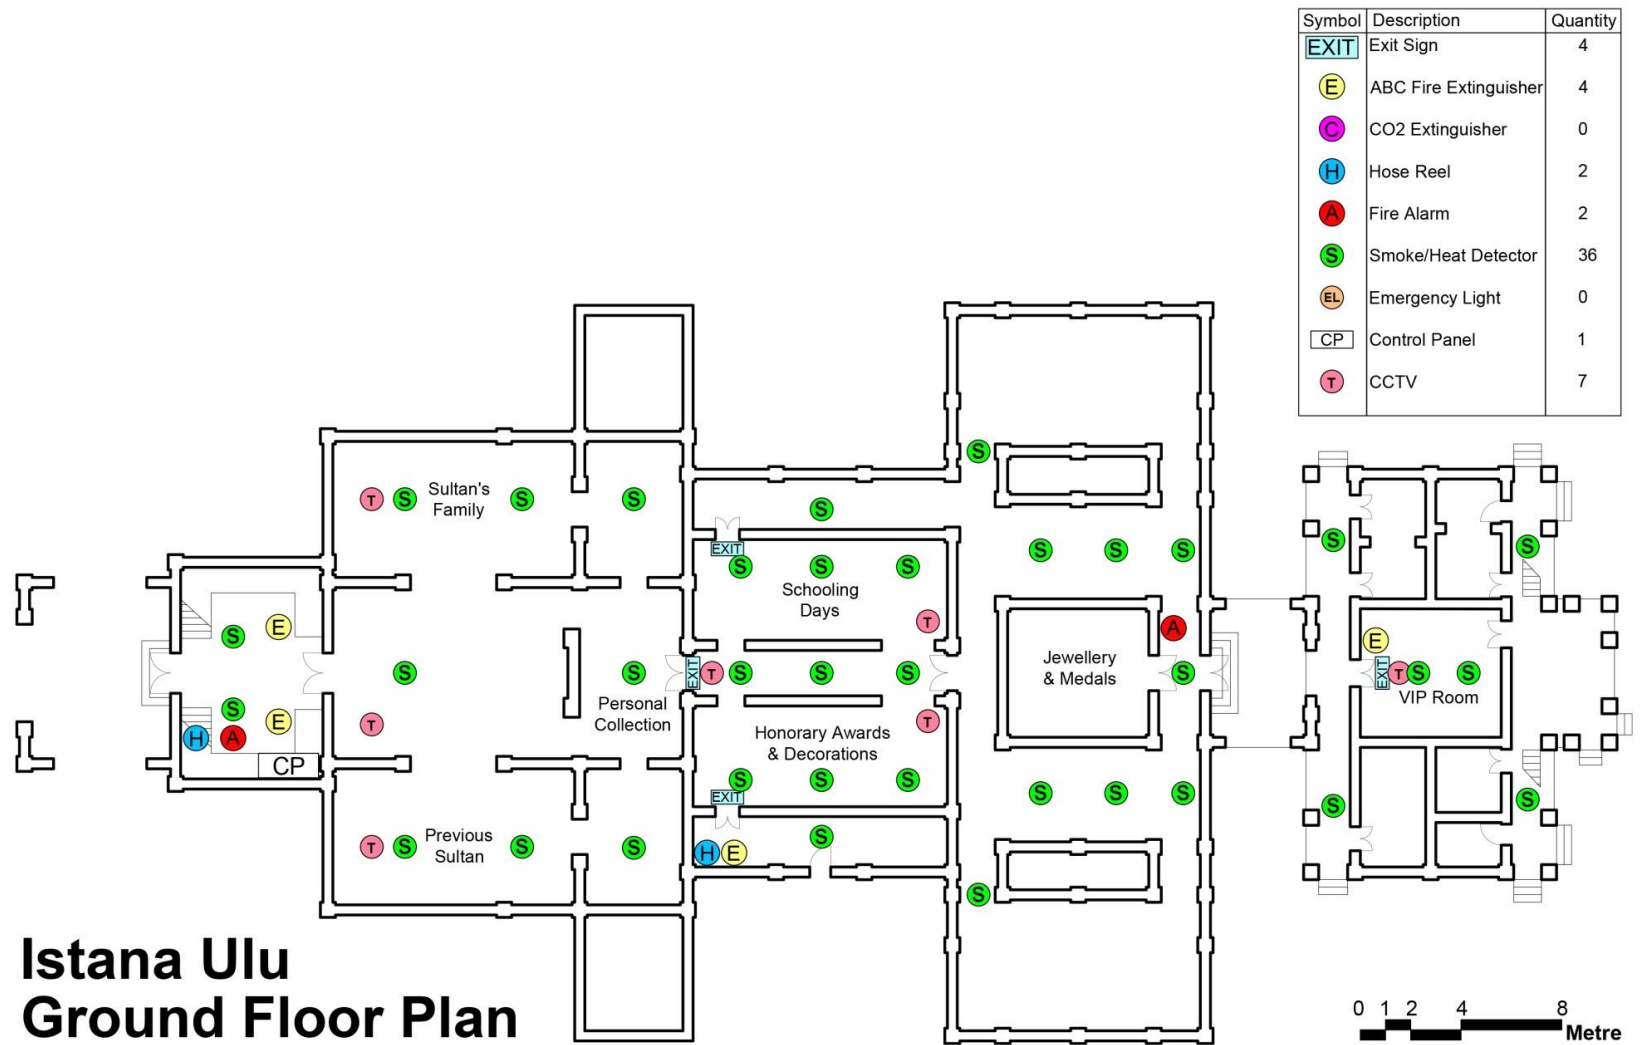 Symbol Description Quantity
EXIT Exit Sign 4
E ABC Fire Extinguisher 4
C CO2 Extinguisher 0
H Hose Reel 2
A Fire Alarm 2
S Smoke/Heat Detector 36
EL Emergency Light 0
CP Control Panel 1
T CCTV 7
S
S
T S Sultan's S S
Family
S
S
S
EXIT
S S S
S S S
Schooling
Days
E
S
T
A
E
Jewellery
& Medals
S
S
EXIT T S S S
S
EXIT T S S
VIP Room
Personal
Collection
S
E
T
T
H A
Honorary Awards
& Decorations
CP
S S S
EXIT
S S S
S
S
S
T S Previous S S
Sultan
H E
S
Istana Ulu
Ground Floor Plan
0 1 2 4 8
Metre